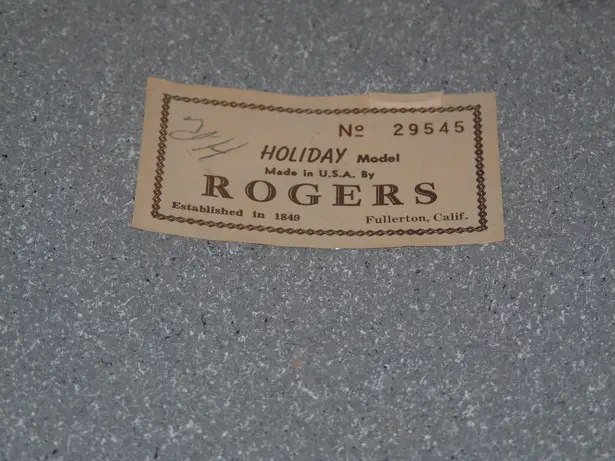 Nº 29545
HOLIDAY Model
Made in U.S.A. By
ROGERS
Established in 1849 Fullerton, Calif.